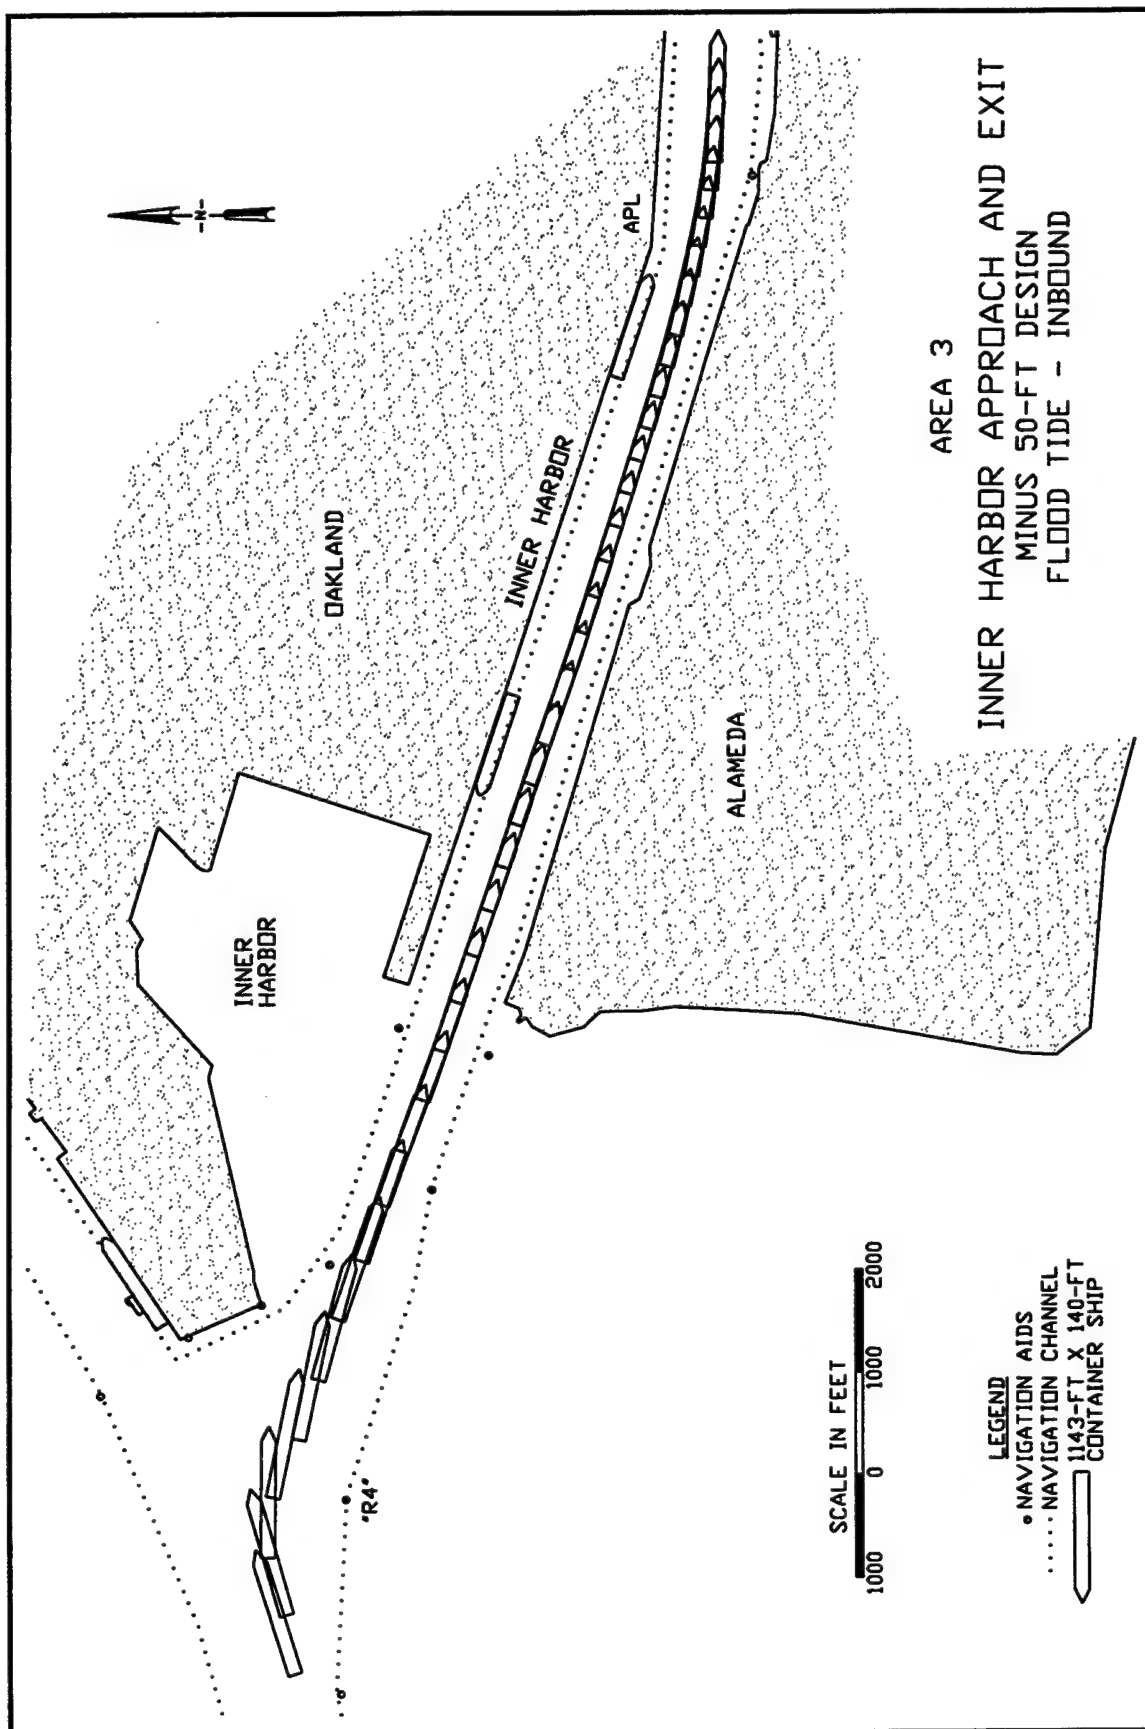 -N-
OAKLAND
INNER
HARBOR
INNER HARBOR
APL
ALAMEDA
"R4"
AREA 3
INNER HARBOR APPROACH AND EXIT
MINUS 50-FT DESIGN
FLOOD TIDE - INBOUND
SCALE IN FEET
1000 0 1000 2000
LEGEND
NAVIGATION AIDS
NAVIGATION CHANNEL
1143-FT X 140-FT
CONTAINER SHIP